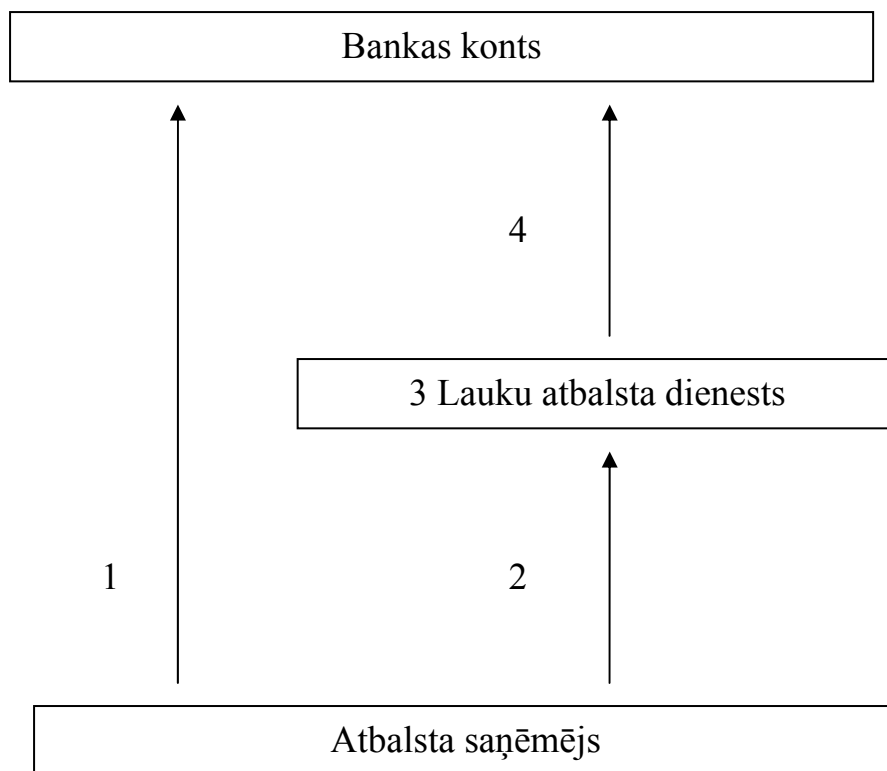 Bankas konts
4
3 Lauku atbalsta dienests
1
2
Atbalsta saņēmējs